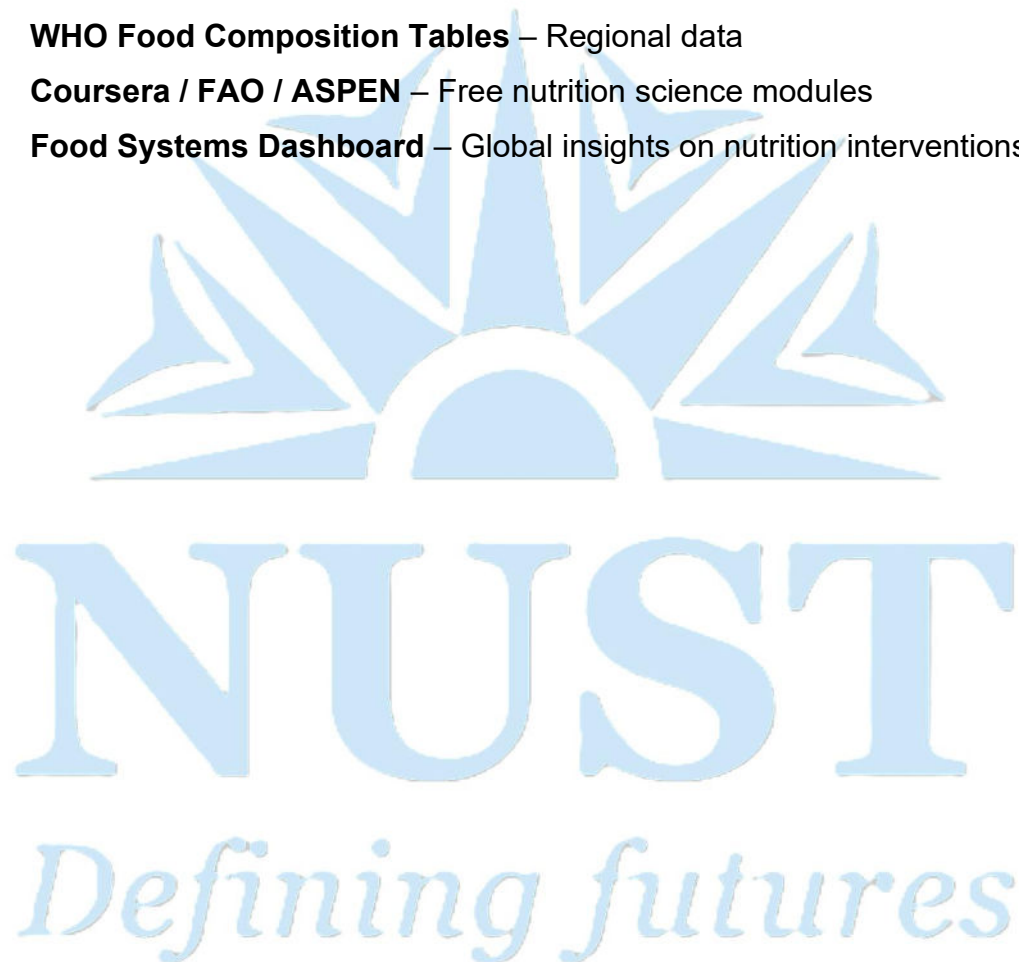 WHO Food Composition Tables – Regional data
Coursera / FAO / ASPEN – Free nutrition science modules
Food Systems Dashboard – Global insights on nutrition interventions
NUST
Defining futures